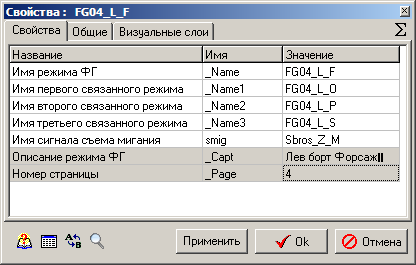 Свойства : FG04_L_F
Свойства Общие Визуальные слои Σ
Название Имя Значение
Имя режима ФГ _Name FG04_L_F
Имя первого связанного режима _Name1 FG04_L_O
Имя второго связанного режима _Name2 FG04_L_P
Имя третьего связанного режима _Name3 FG04_L_S
Имя сигнала съема мигания smig Sbros_Z_M
Описание режима ФГ _Capt Лев борт Форсаж
Номер страницы _Page 4
Применить Ok Отмена